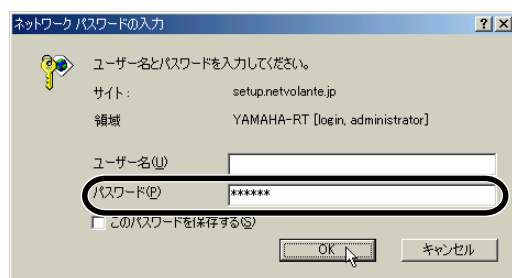 ネットワーク パスワードの入力
ユーザー名とパスワードを入力してください。
サイト： setup.netvolante.jp
領域 YAMAHA-RT [login, administrator]
ユーザー名(U)
パスワード(P) ******
このパスワードを保存する(S)
OK キャンセル